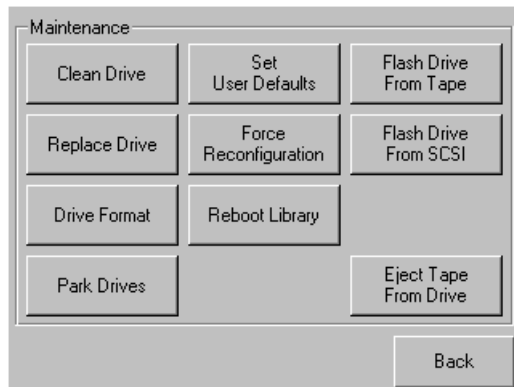 Maintenance
Clean Drive
Set
User Defaults
Flash Drive
From Tape
Replace Drive
Force
Reconfiguration
Flash Drive
From SCSI
Drive Format
Reboot Library
Park Drives
Eject Tape
From Drive
Back